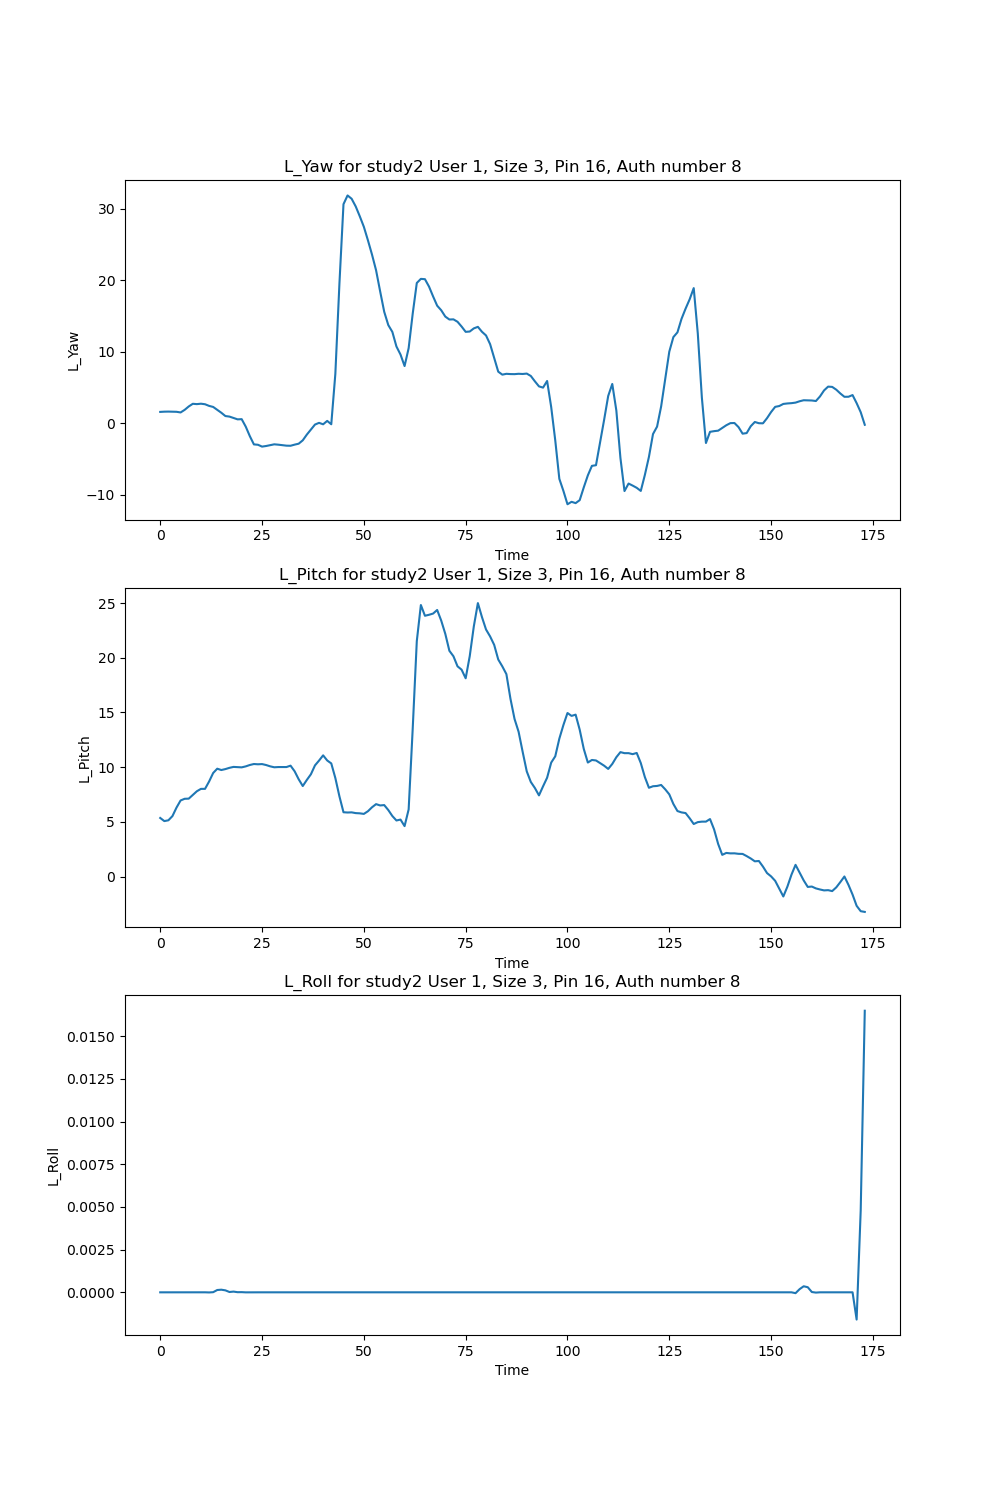 L_Yaw for study2 User 1, Size 3, Pin 16, Auth number 8
30
20
10
0
−10
L_Yaw
0 25 50 75 100 125 150 175
Time
L_Pitch for study2 User 1, Size 3, Pin 16, Auth number 8
25
20
15
10
5
0
L_Pitch
0 25 50 75 100 125 150 175
Time
L_Roll for study2 User 1, Size 3, Pin 16, Auth number 8
0.0150
0.0125
0.0100
0.0075
0.0050
0.0025
0.0000
L_Roll
0 25 50 75 100 125 150 175
Time